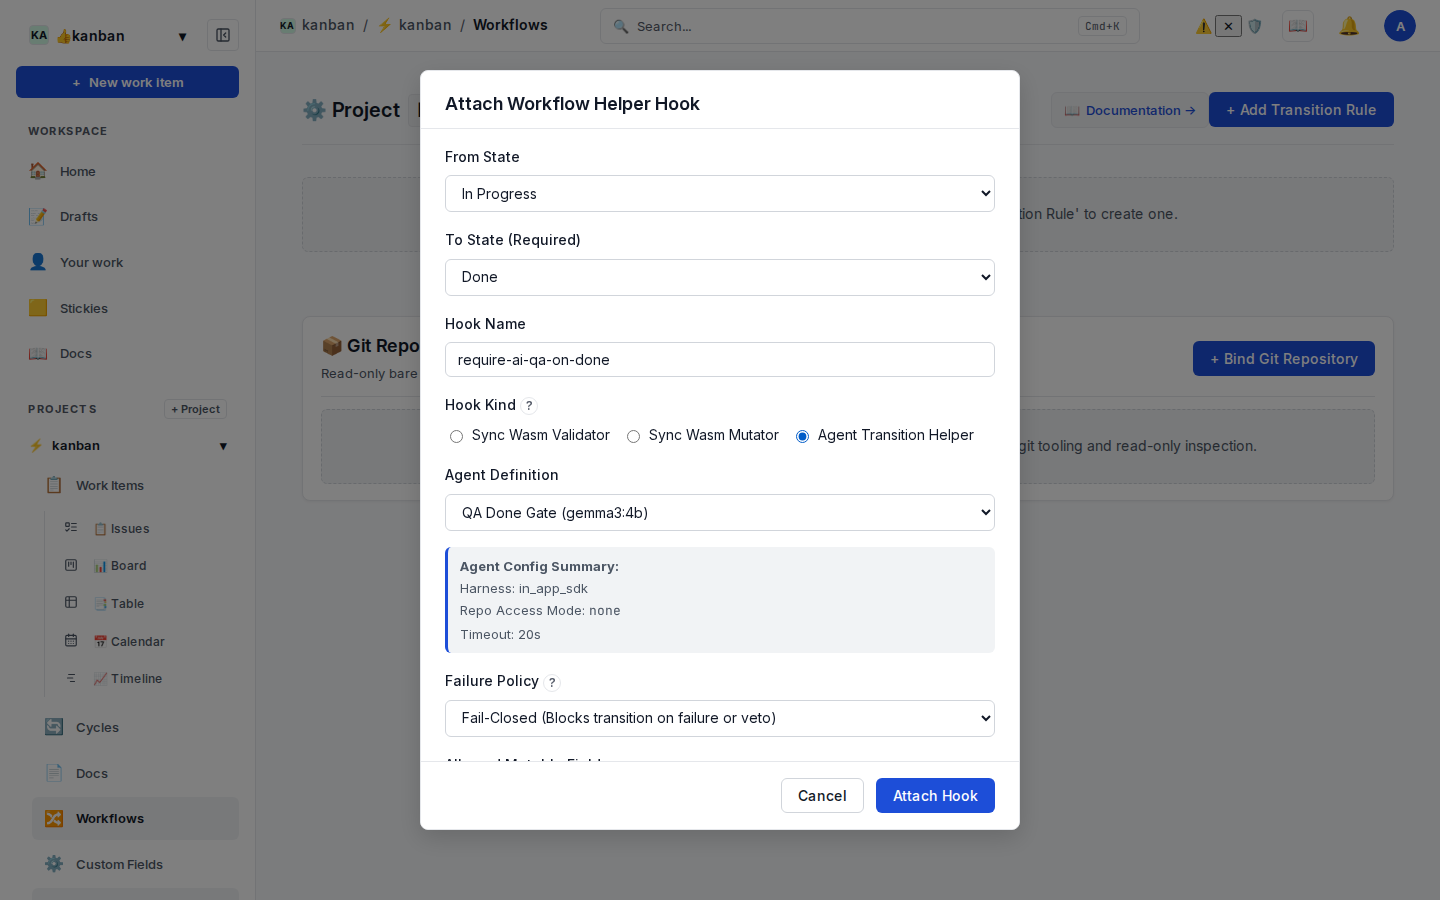 KA 👍kanban ▼
+ New work item
WORKSPACE
🏠 Home
📝 Drafts
👤 Your work
🟨 Stickies
📖 Docs
PROJECTS + Project
⚡ kanban ▼
📋 Work Items
📋 Issues
📊 Board
📑 Table
📅 Calendar
📈 Timeline
🔄 Cycles
📄 Docs
🔀 Workflows
⚙️ Custom Fields
KA kanban / ⚡ kanban / Workflows
🔍 Search... Cmd+K
⚠️ ✕ 🛡️ 📖 🔔 A
⚙️ Project
📖 Documentation → + Add Transition Rule
Rule' to create one.
📦 Git Repo
Read-only bare
+ Bind Git Repository
git tooling and read-only inspection.
Attach Workflow Helper Hook
From State
In Progress
To State (Required)
Done
Hook Name
require-ai-qa-on-done
Hook Kind ?
Sync Wasm Validator Sync Wasm Mutator Agent Transition Helper
Agent Definition
QA Done Gate (gemma3:4b)
Agent Config Summary:
Harness: in_app_sdk
Repo Access Mode: none
Timeout: 20s
Failure Policy ?
Fail-Closed (Blocks transition on failure or veto)
Cancel Attach Hook